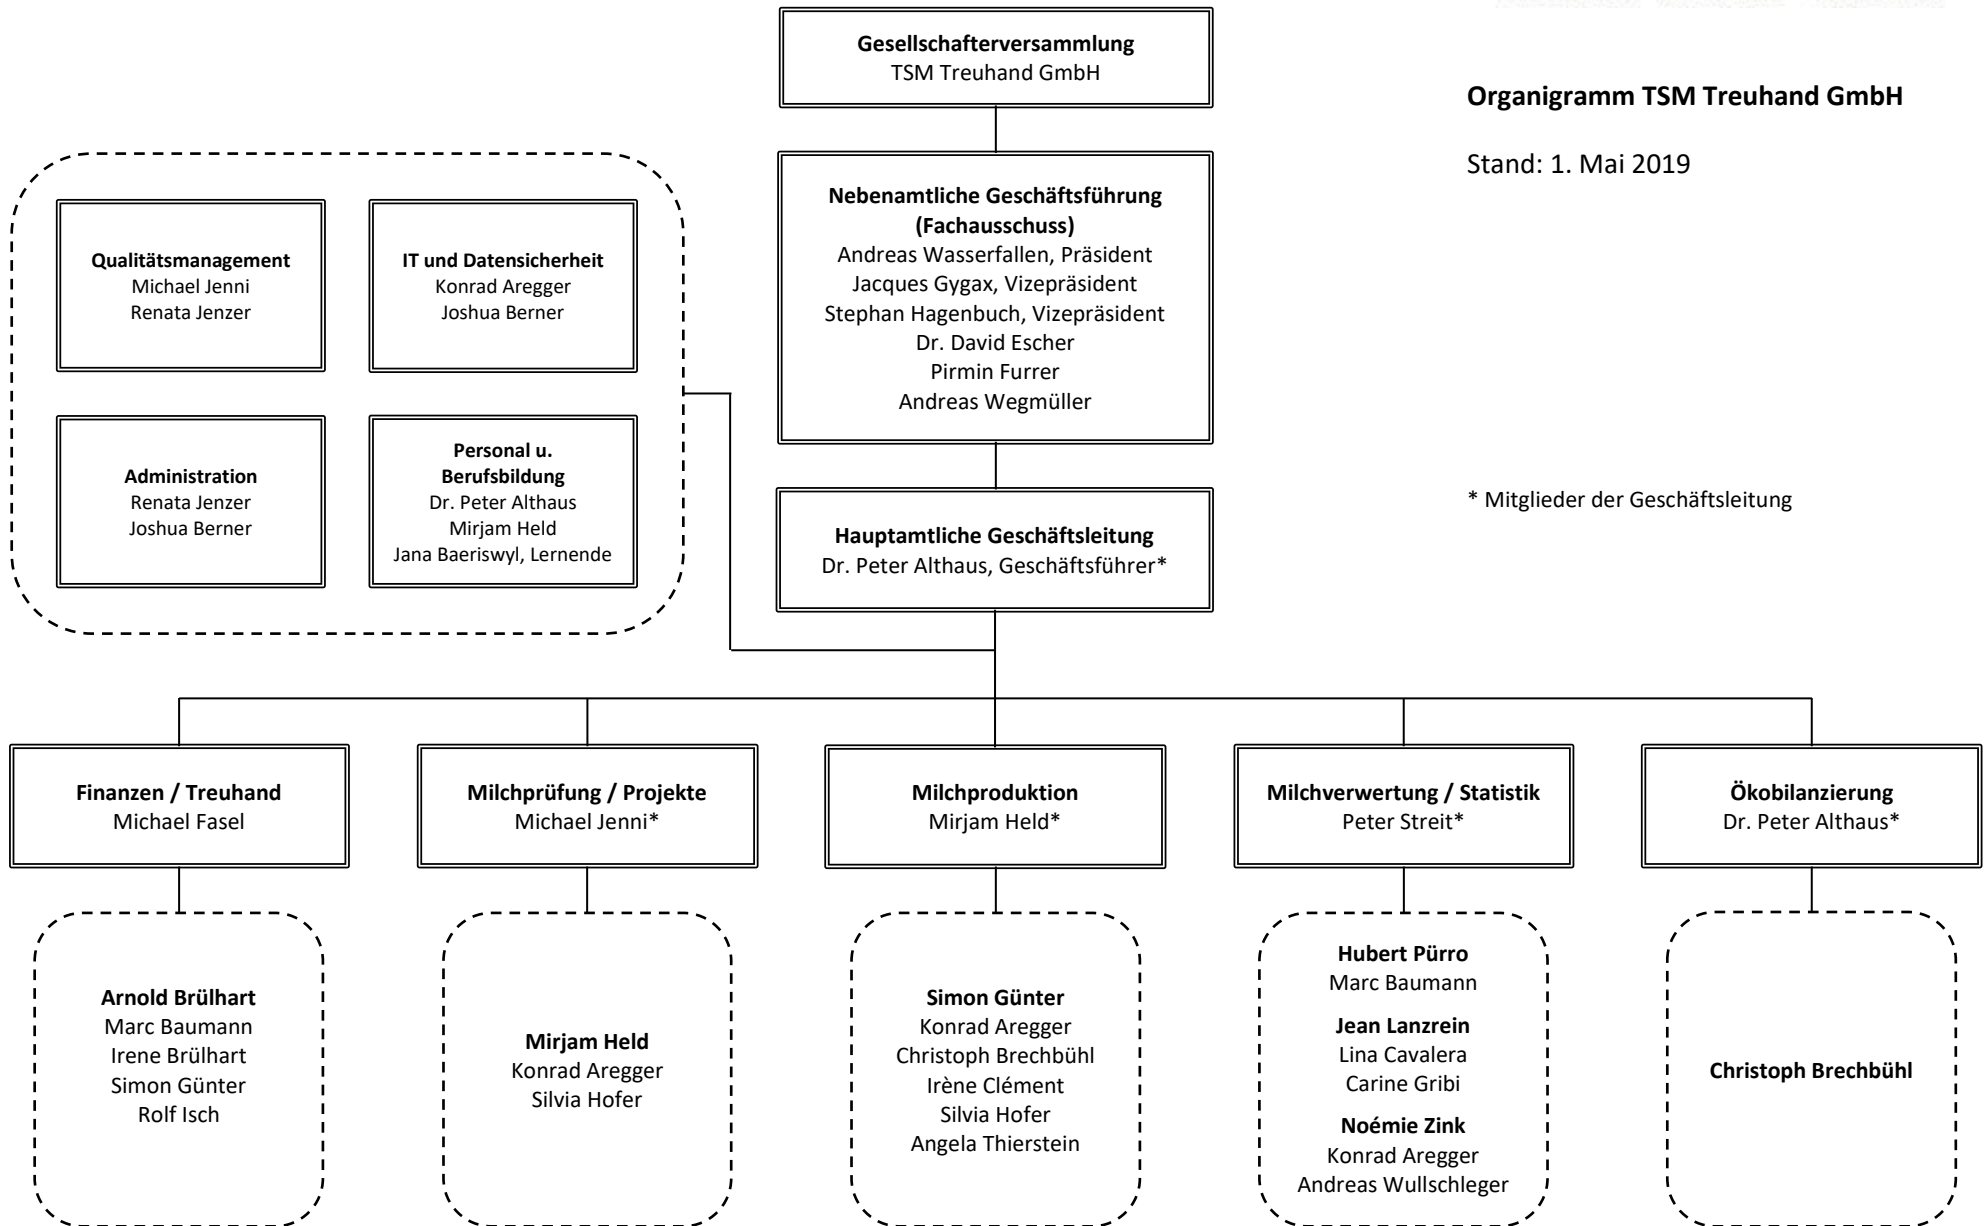 Gesellschafterversammlung
TSM Treuhand GmbH
Organigramm TSM Treuhand GmbH
Stand: 1. Mai 2019
Nebenamtliche Geschäftsführung
(Fachausschuss)
Andreas Wasserfallen, Präsident
Jacques Gygax, Vizepräsident
Stephan Hagenbuch, Vizepräsident
Dr. David Escher
Pirmin Furrer
Andreas Wegmüller
Qualitätsmanagement
Michael Jenni
Renata Jenzer
IT und Datensicherheit
Konrad Aregger
Joshua Berner
Administration
Renata Jenzer
Joshua Berner
Personal u.
Berufsbildung
Dr. Peter Althaus
Mirjam Held
Jana Baeriswyl, Lernende
Hauptamtliche Geschäftsleitung
Dr. Peter Althaus, Geschäftsführer*
* Mitglieder der Geschäftsleitung
Finanzen / Treuhand
Michael Fasel
Milchprüfung / Projekte
Michael Jenni*
Milchproduktion
Mirjam Held*
Milchverwertung / Statistik
Peter Streit*
Ökobilanzierung
Dr. Peter Althaus*
Arnold Brülhart
Marc Baumann
Irene Brülhart
Simon Günter
Rolf Isch
Mirjam Held
Konrad Aregger
Silvia Hofer
Simon Günter
Konrad Aregger
Christoph Brechbühl
Irène Clément
Silvia Hofer
Angela Thierstein
Hubert Pürro
Marc Baumann
Jean Lanzrein
Lina Cavalera
Carine Gribi
Noémie Zink
Konrad Aregger
Andreas Wullschleger
Christoph Brechbühl